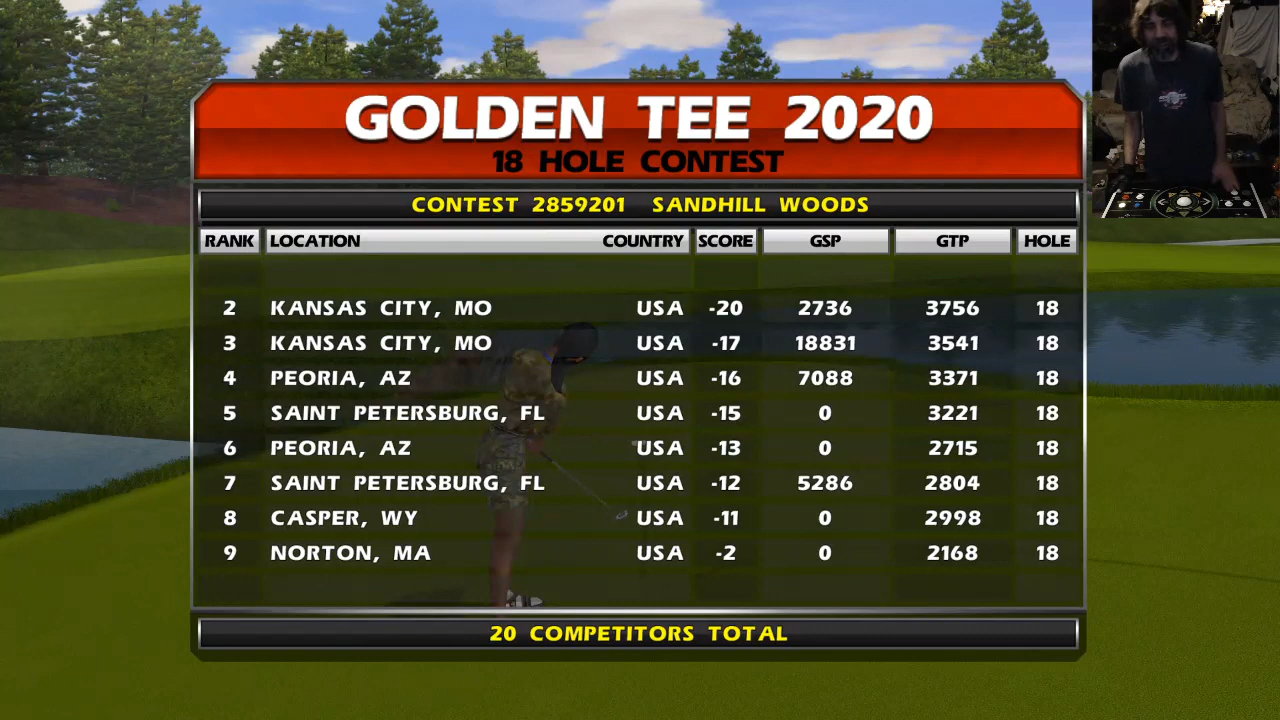 GOLDEN TEE 2020
18 HOLE CONTEST
CONTEST 2859201 SANDHILL WOODS
RANK LOCATION COUNTRY SCORE GSP GTP HOLE
2 KANSAS CITY, MO USA -20 2736 3756 18
3 KANSAS CITY, MO USA -17 18831 3541 18
4 PEORIA, AZ USA -16 7088 3371 18
5 SAINT PETERSBURG, FL USA -15 0 3221 18
6 PEORIA, AZ USA -13 0 2715 18
7 SAINT PETERSBURG, FL USA -12 5286 2804 18
8 CASPER, WY USA -11 0 2998 18
9 NORTON, MA USA -2 0 2168 18
20 COMPETITORS TOTAL